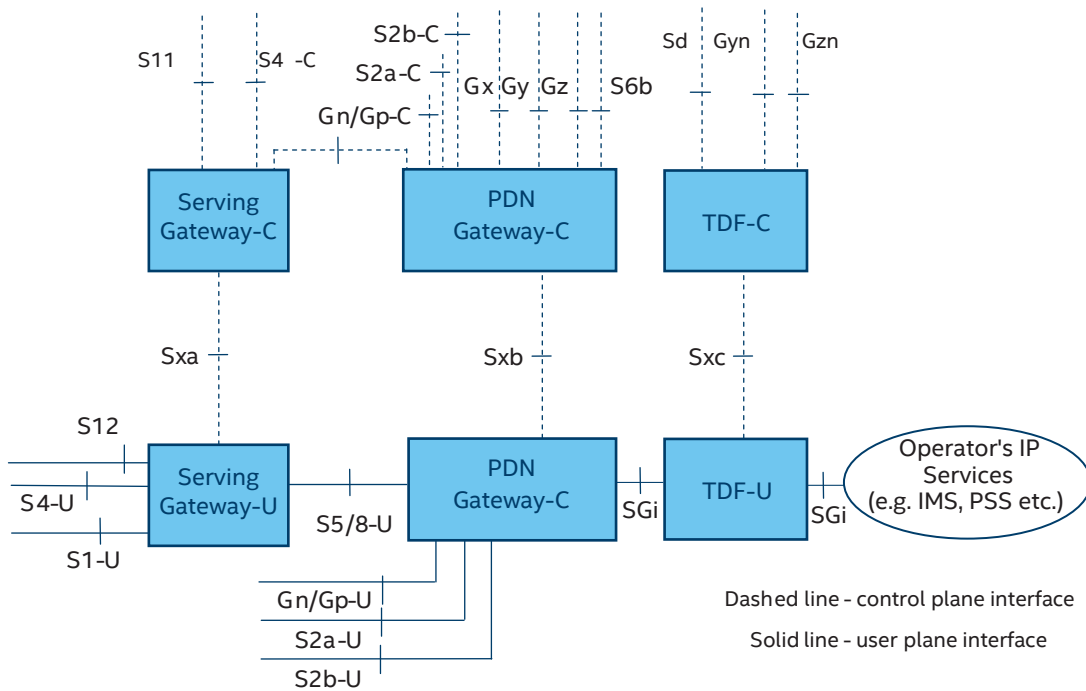 S2b-C
S11
S4 -C
S2a-C
Gn/Gp-C
Gx
Gy
Gz
S6b
Sd
Gyn
Gzn
Serving
Gateway-C
PDN
Gateway-C
TDF-C
Sxa
Sxb
Sxc
S12
S4-U
S1-U
Serving
Gateway-U
S5/8-U
PDN
Gateway-C
SGi
TDF-U
SGi
Operator's IP
Services
(e.g. IMS, PSS etc.)
Gn/Gp-U
S2a-U
S2b-U
Dashed line - control plane interface
Solid line - user plane interface